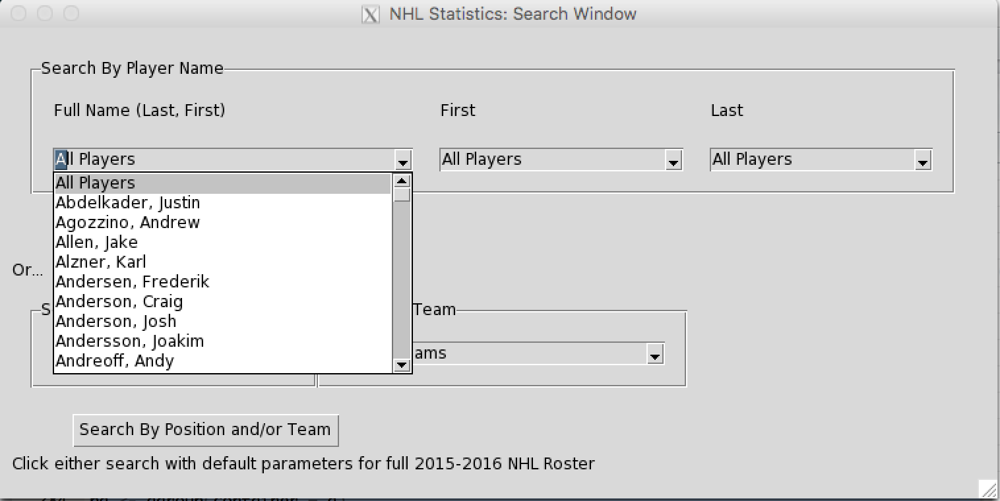 NHL Statistics: Search Window
Search By Player Name
Full Name (Last, First) First Last
All Players All Players All Players
All Players
Abdelkader, Justin
Agozzino, Andrew
Allen, Jake
Alzner, Karl
Or...
Andersen, Frederik
Anderson, Craig
S Team
Anderson, Josh
Andersson, Joakim
ams
Andreoff, Andy
Search By Position and/or Team
Click either search with default parameters for full 2015-2016 NHL Roster